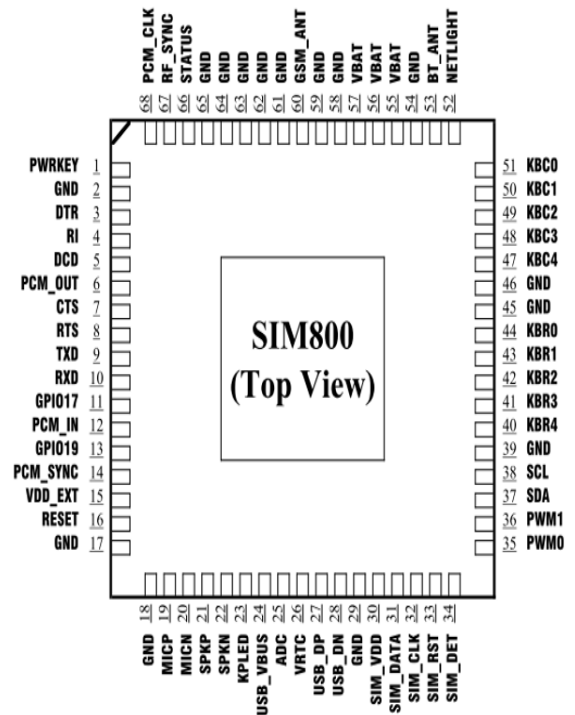 68 PCM_CLK
67 RF_SYNC
66 STATUS
65 GND
64 GND
63 GND
62 GND
61 GND
60 GSM_ANT
59 GND
58 GND
57 VBAT
56 VBAT
55 VBAT
54 GND
53 BT_ANT
52 NETLIGHT
PWRKEY 1
GND 2
DTR 3
RI 4
DCD 5
PCM_OUT 6
CTS 7
RTS 8
TXD 9
RXD 10
GPIO17 11
PCM_IN 12
GPIO19 13
PCM_SYNC 14
VDD_EXT 15
RESET 16
GND 17
SIM800
(Top View)
51 KBC0
50 KBC1
49 KBC2
48 KBC3
47 KBC4
46 GND
45 GND
44 KBR0
43 KBR1
42 KBR2
41 KBR3
40 KBR4
39 GND
38 SCL
37 SDA
36 PWM1
35 PWM0
GND 18
MICP 19
MICN 20
SPKP 21
SPKN 22
KPLED 23
USB_VBUS 24
ADC 25
VRTC 26
USB_DP 27
USB_DN 28
GND 29
SIM_VDD 30
SIM_DATA 31
SIM_CLK 32
SIM_RST 33
SIM_DET 34